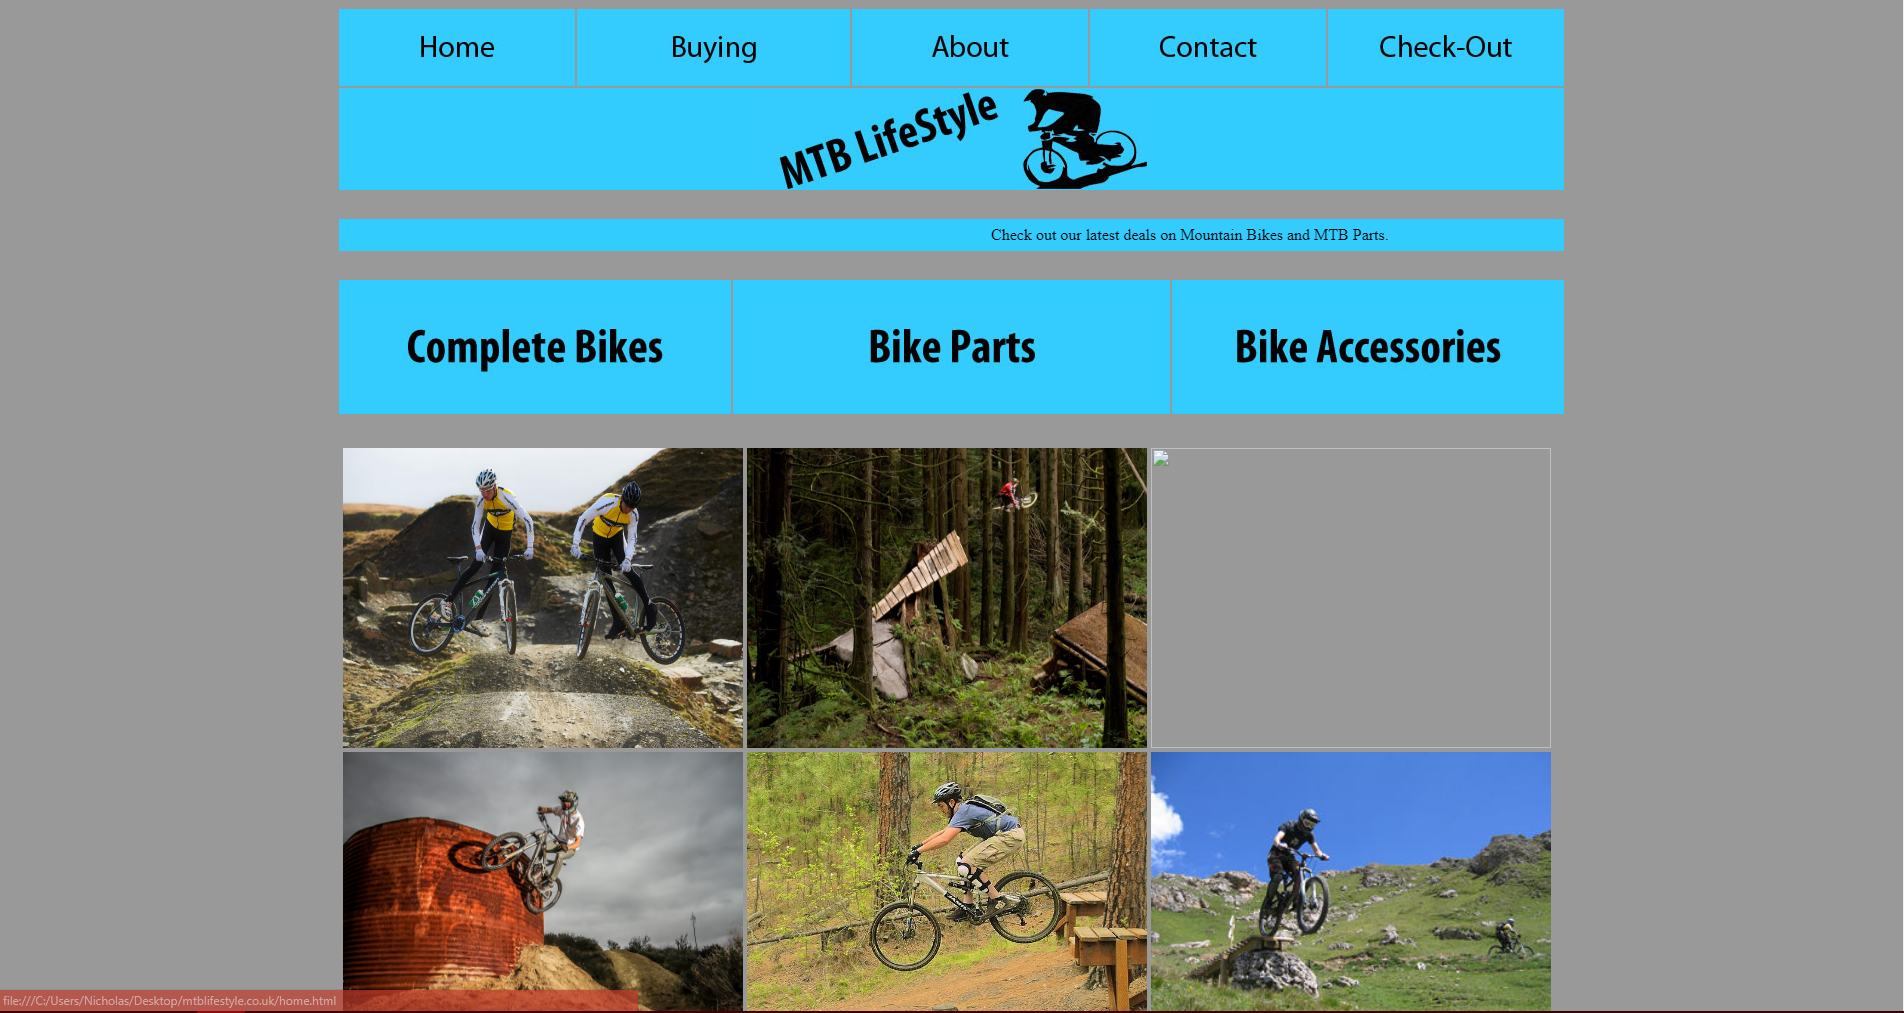 Home Buying About Contact Check-Out
MTB LifeStyle
Check out our latest deals on Mountain Bikes and MTB Parts.
Complete Bikes Bike Parts Bike Accessories
file:///C:/Users/Nicholas/Desktop/mtblifestyle.co.uk/home.html